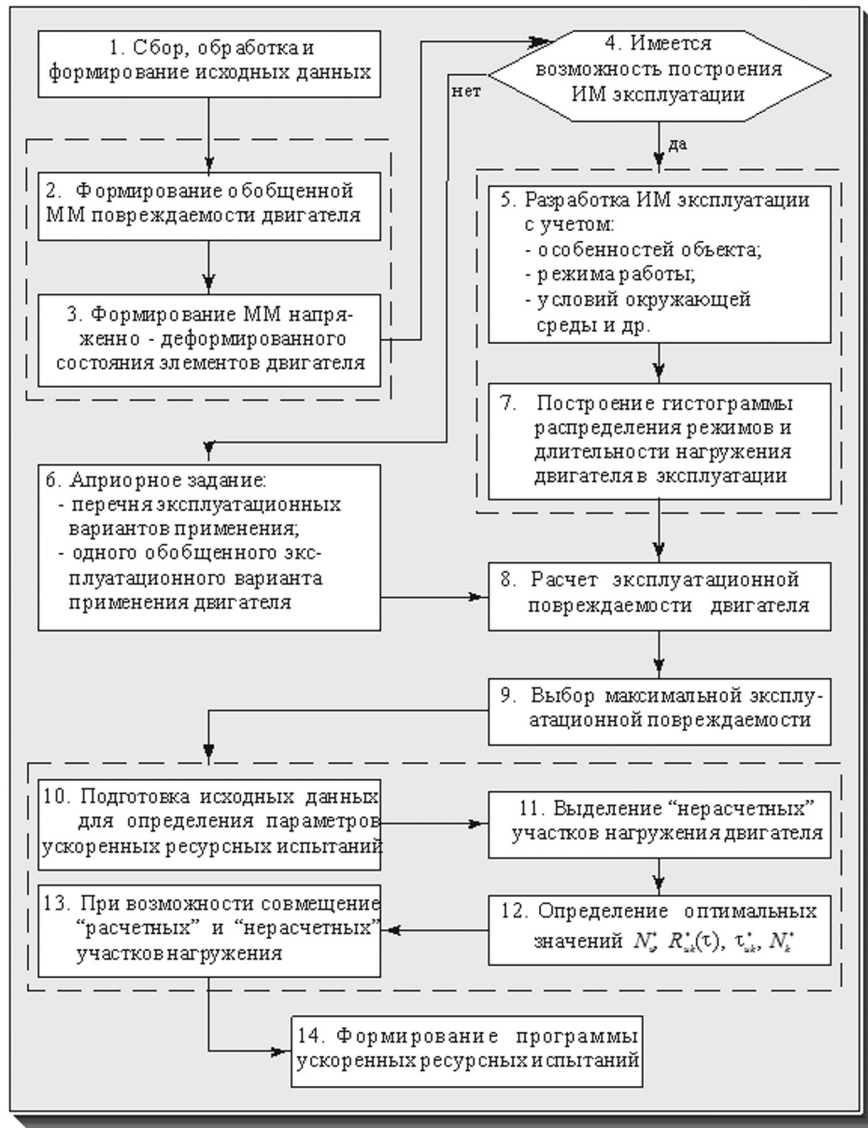 1. Сбор, обработка и
формирование исходных данных
2. Формирование обобщенной
ММ повреждаемости двигателя
3. Формирование ММ напря-
женно - деформированного
состояния элементов двигателя
4. Имеется
возможность построения
ИМ эксплуатации
нет
да
5. Разработка ИМ эксплуатации
с учетом:
- особенностей объекта;
- режима работы;
- условий окружающей
среды и др.
6. Априорное задание:
- перечня эксплуатационных
вариантов применения;
- одного обобщенного экс-
плуатационного варианта
применения двигателя
7. Построение гистограммы
распределения режимов и
длительности нагружения
двигателя в эксплуатации
8. Расчет эксплуатационной
повреждаемости двигателя
9. Выбор максимальной эксплу-
атационной повреждаемости
10. Подготовка исходных данных
для определения параметров
ускоренных ресурсных испытаний
11. Выделение “нерасчетных”
участков нагружения двигателя
12. Определение оптимальных
значений N*u, R*uk(τ), τ*uk, N*k
13. При возможности совмещение
“расчетных” и “нерасчетных”
участков нагружения
14. Формирование программы
ускоренных ресурсных испытаний